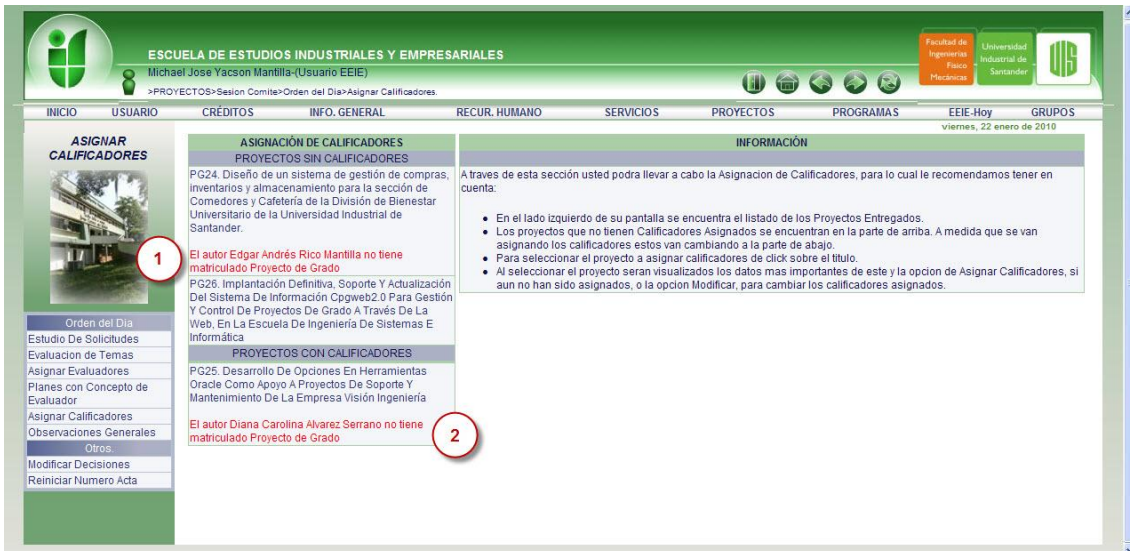 ESCUELA DE ESTUDIOS INDUSTRIALES Y EMPRESARIALES
Michael Jose Yacson Mantilla-(Usuario EEIE)
>PROYECTOS>Sesion Comite>Orden del Dia>Asignar Calificadores.
Facultad de
Ingenierías
Físico
Mecánicas
Universidad
Industrial de
Santander
UIS
INICIO USUARIO CRÉDITOS INFO. GENERAL RECUR. HUMANO SERVICIOS PROYECTOS PROGRAMAS EEIE-Hoy GRUPOS
viernes, 22 enero de 2010
ASIGNAR
CALIFICADORES
Orden del Dia
Estudio De Solicitudes
Evaluacion de Temas
Asignar Evaluadores
Planes con Concepto de
Evaluador
Asignar Calificadores
Observaciones Generales
Otros.
Modificar Decisiones
Reiniciar Numero Acta
ASIGNACIÓN DE CALIFICADORES
PROYECTOS SIN CALIFICADORES
PG24. Diseño de un sistema de gestión de compras,
inventarios y almacenamiento para la sección de
Comedores y Cafetería de la División de Bienestar
Universitario de la Universidad Industrial de
Santander.
1
El autor Edgar Andrés Rico Mantilla no tiene
matriculado Proyecto de Grado
PG26. Implantación Definitiva, Soporte Y Actualización
Del Sistema De Información Cpgweb2.0 Para Gestión
Y Control De Proyectos De Grado A Través De La
Web, En La Escuela De Ingeniería De Sistemas E
Informática
PROYECTOS CON CALIFICADORES
PG25. Desarrollo De Opciones En Herramientas
Oracle Como Apoyo A Proyectos De Soporte Y
Mantenimiento De La Empresa Visión Ingeniería
El autor Diana Carolina Alvarez Serrano no tiene
matriculado Proyecto de Grado
2
INFORMACIÓN
A traves de esta sección usted podra llevar a cabo la Asignacion de Calificadores, para lo cual le recomendamos tener en
cuenta:
• En el lado izquierdo de su pantalla se encuentra el listado de los Proyectos Entregados.
• Los proyectos que no tienen Calificadores Asignados se encuentran en la parte de arriba. A medida que se van
asignando los calificadores estos van cambiando a la parte de abajo.
• Para seleccionar el proyecto a asignar calificadores de click sobre el titulo.
• Al seleccionar el proyecto seran visualizados los datos mas importantes de este y la opcion de Asignar Calificadores, si
aun no han sido asignados, o la opcion Modificar, para cambiar los calificadores asignados.